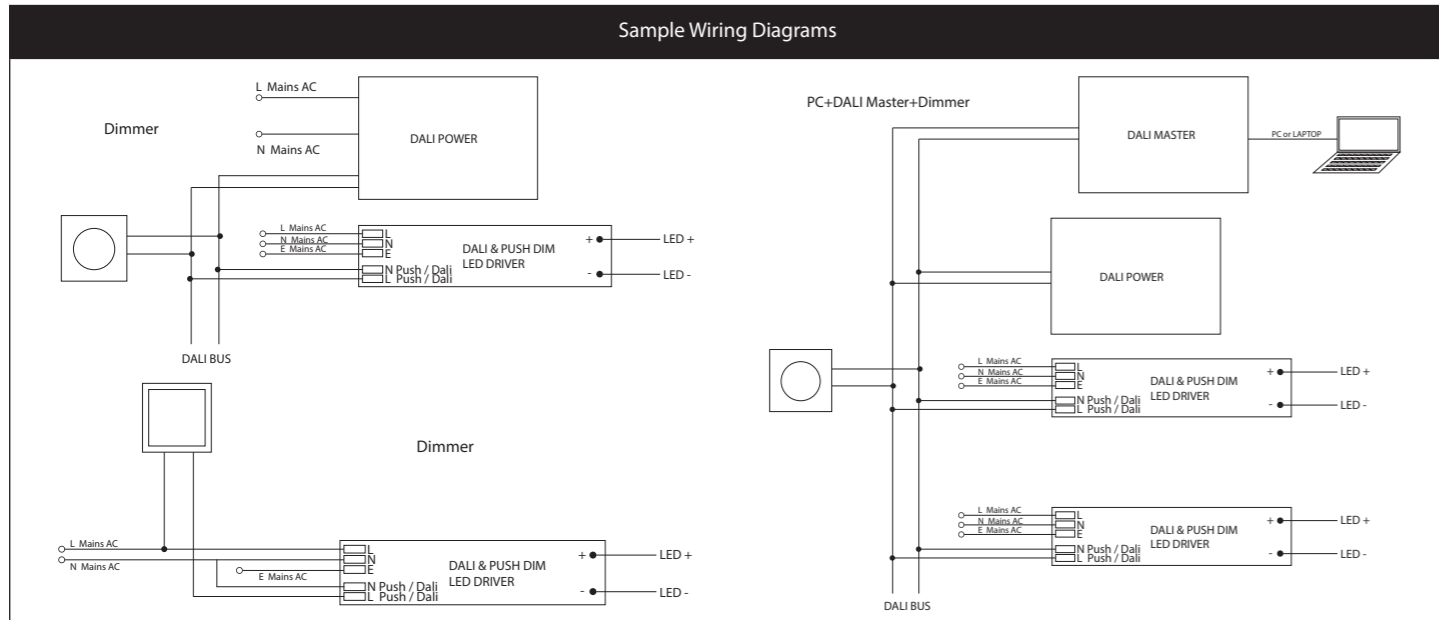 Sample Wiring Diagrams
L Mains AC
Dimmer
N Mains AC
DALI POWER
L Mains AC
N Mains AC
E Mains AC
L
N
E
N Push / Dali
L Push / Dali
DALI & PUSH DIM
LED DRIVER
+
-
LED +
LED -
DALI BUS
Dimmer
L Mains AC
N Mains AC
E Mains AC
L
N
E
N Push / Dali
L Push / Dali
DALI & PUSH DIM
LED DRIVER
+
-
LED +
LED -
PC+DALI Master+Dimmer
DALI MASTER
PC or LAPTOP
DALI POWER
L Mains AC
N Mains AC
E Mains AC
L
N
E
N Push / Dali
L Push / Dali
DALI & PUSH DIM
LED DRIVER
+
-
LED +
LED -
L Mains AC
N Mains AC
E Mains AC
L
N
E
N Push / Dali
L Push / Dali
DALI & PUSH DIM
LED DRIVER
+
-
LED +
LED -
DALI BUS